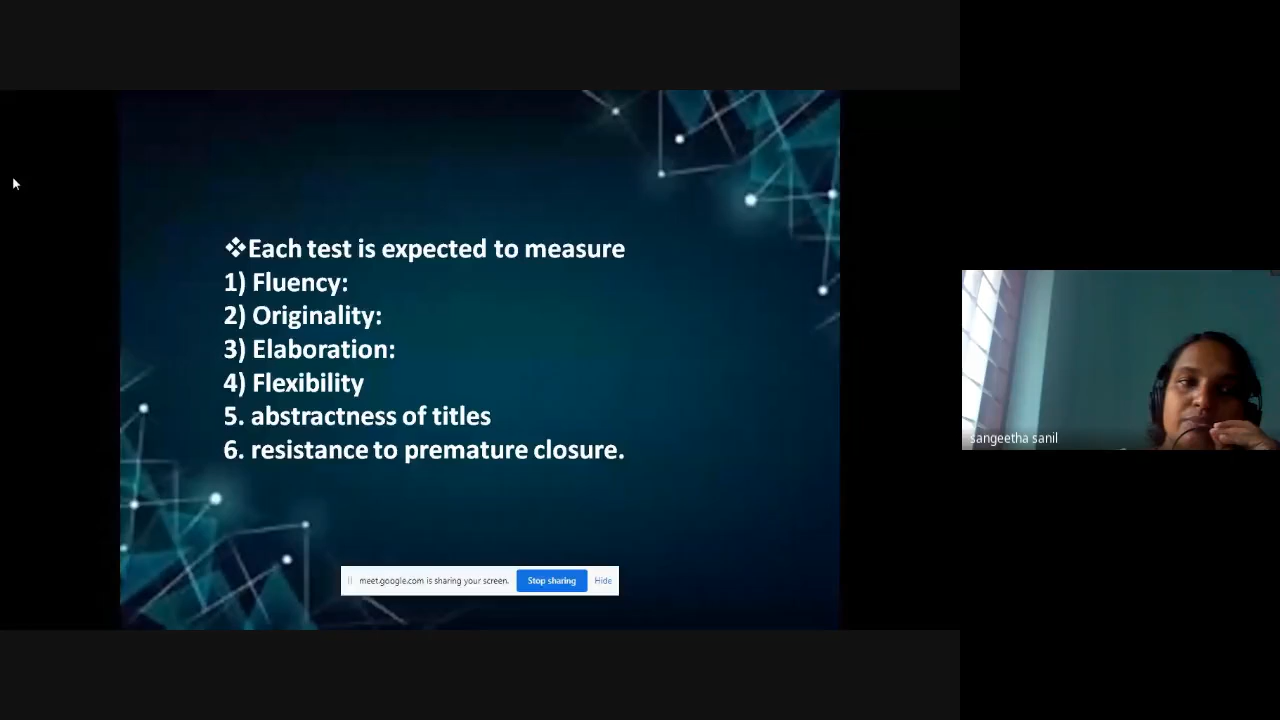 ❖Each test is expected to measure
1) Fluency:
2) Originality:
3) Elaboration:
4) Flexibility
5. abstractness of titles
6. resistance to premature closure.
sangeetha sanil
meet.google.com is sharing your screen. Stop sharing Hide